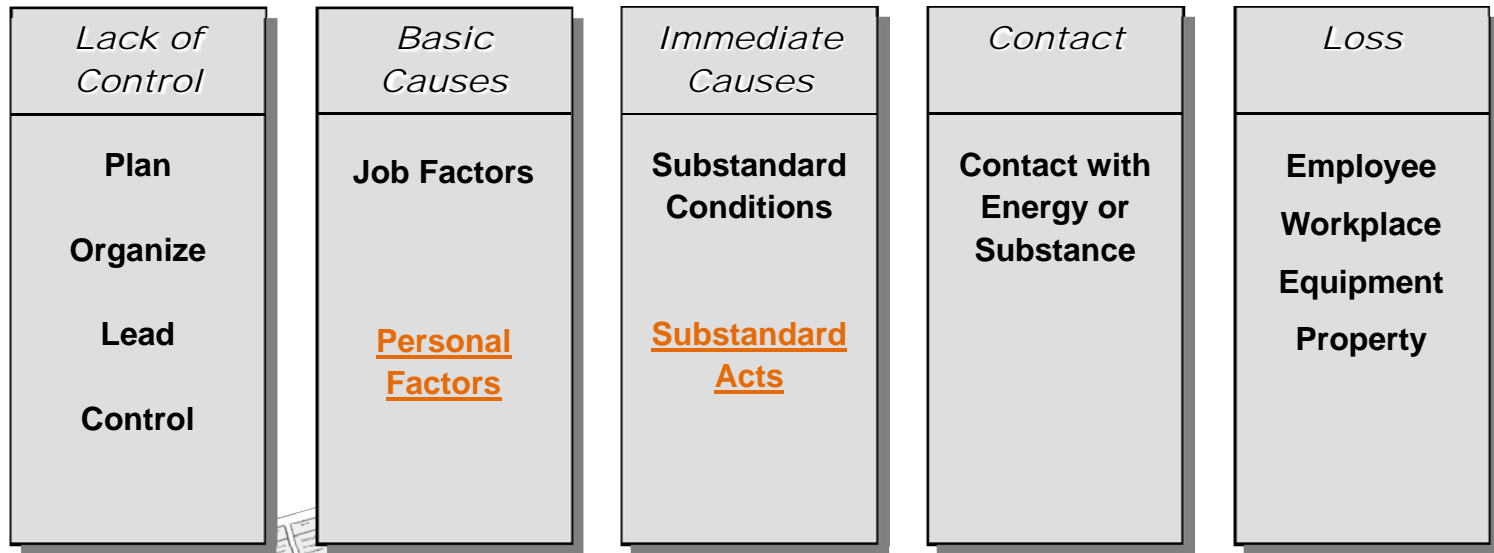 Lack of
Control
Plan
Organize
Lead
Control
Basic
Causes
Job Factors
Personal
Factors
Immediate
Causes
Substandard
Conditions
Substandard
Acts
Contact
Contact with
Energy or
Substance
Loss
Employee
Workplace
Equipment
Property